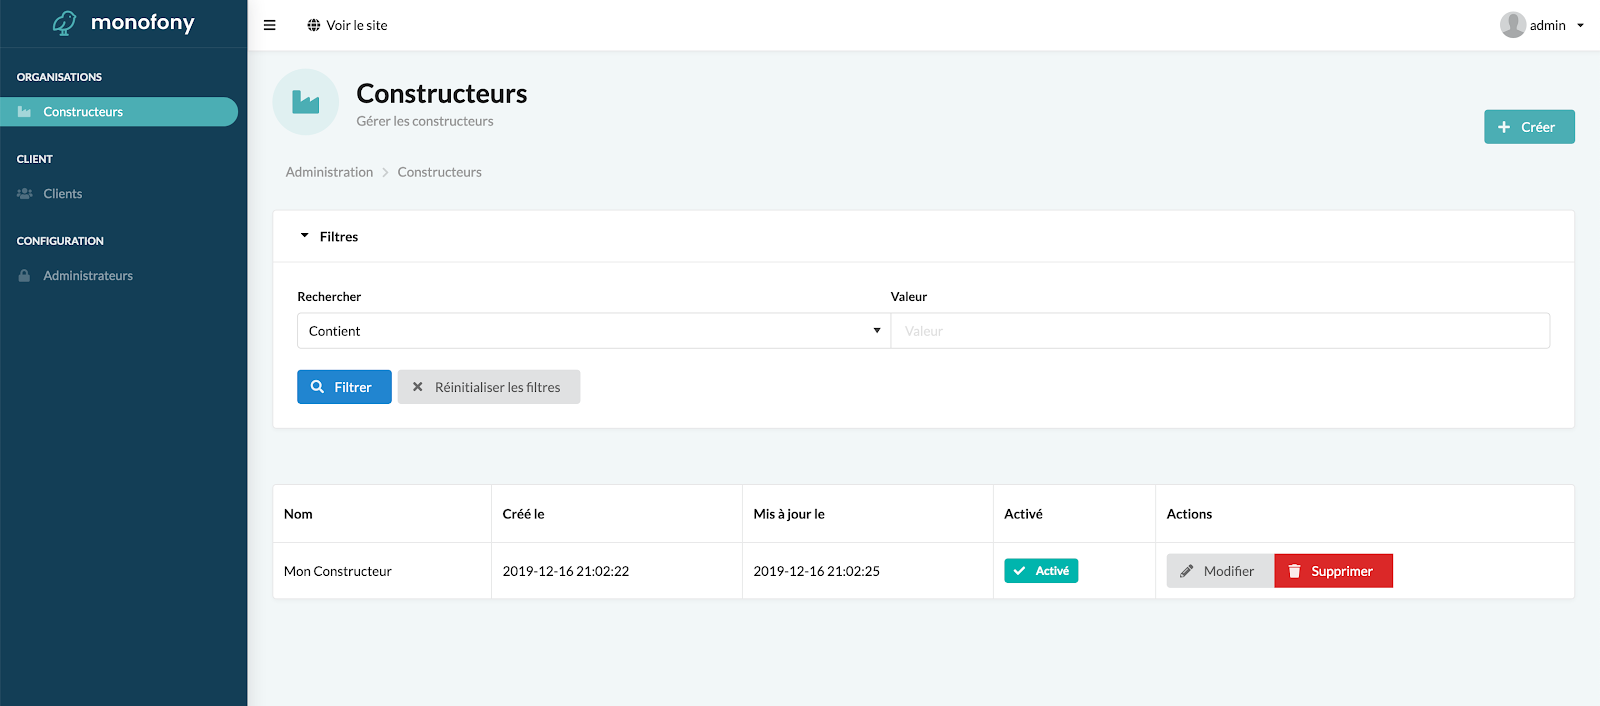 monofony
Voir le site
admin
ORGANISATIONS
Constructeurs
CLIENT
Clients
CONFIGURATION
Administrateurs
Constructeurs
Gérer les constructeurs
Créer
Administration
Constructeurs
Filtres
Rechercher
Valeur
Contient
Valeur
Filtrer
Réinitialiser les filtres
Nom
Créé le
Mis à jour le
Activé
Actions
Mon Constructeur
2019-12-16 21:02:22
2019-12-16 21:02:25
Activé
Modifier
Supprimer